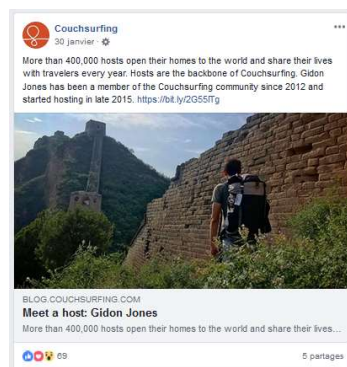 Couchsurfing
30 janvier ·
More than 400,000 hosts open their homes to the world and share their lives
with travelers every year. Hosts are the backbone of Couchsurfing. Gidon
Jones has been a member of the Couchsurfing community since 2012 and
started hosting in late 2015. https://bit.ly/2G55lTg
BLOG.COUCHSURFING.COM
Meet a host: Gidon Jones
More than 400,000 hosts open their homes to the world and share their lives...
69
5 partages